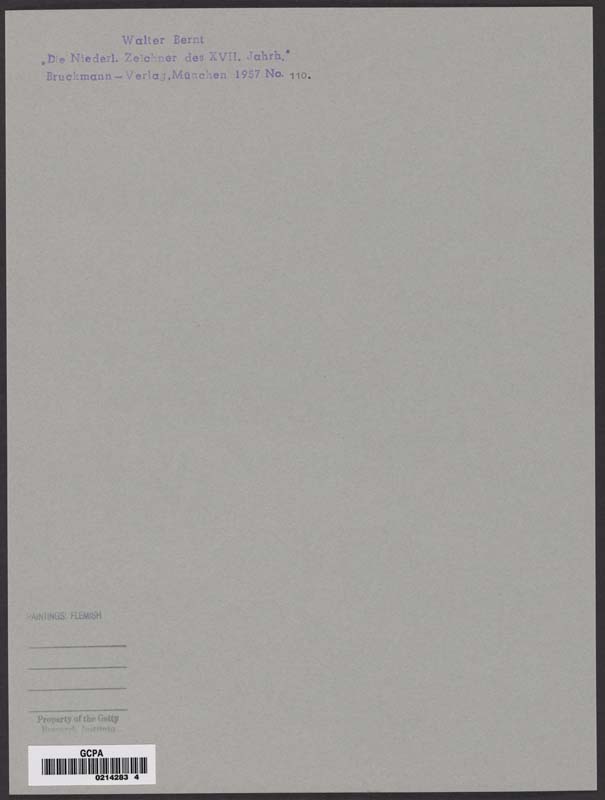 Walter Bernt
„Die Niederl. Zeichner des XVII. Jahrh.“
Bruckmann – Verlag, München 1957 No. 110.
PAINTINGS: FLEMISH
Property of the Getty
Research Institute
GCPA
0214283 4